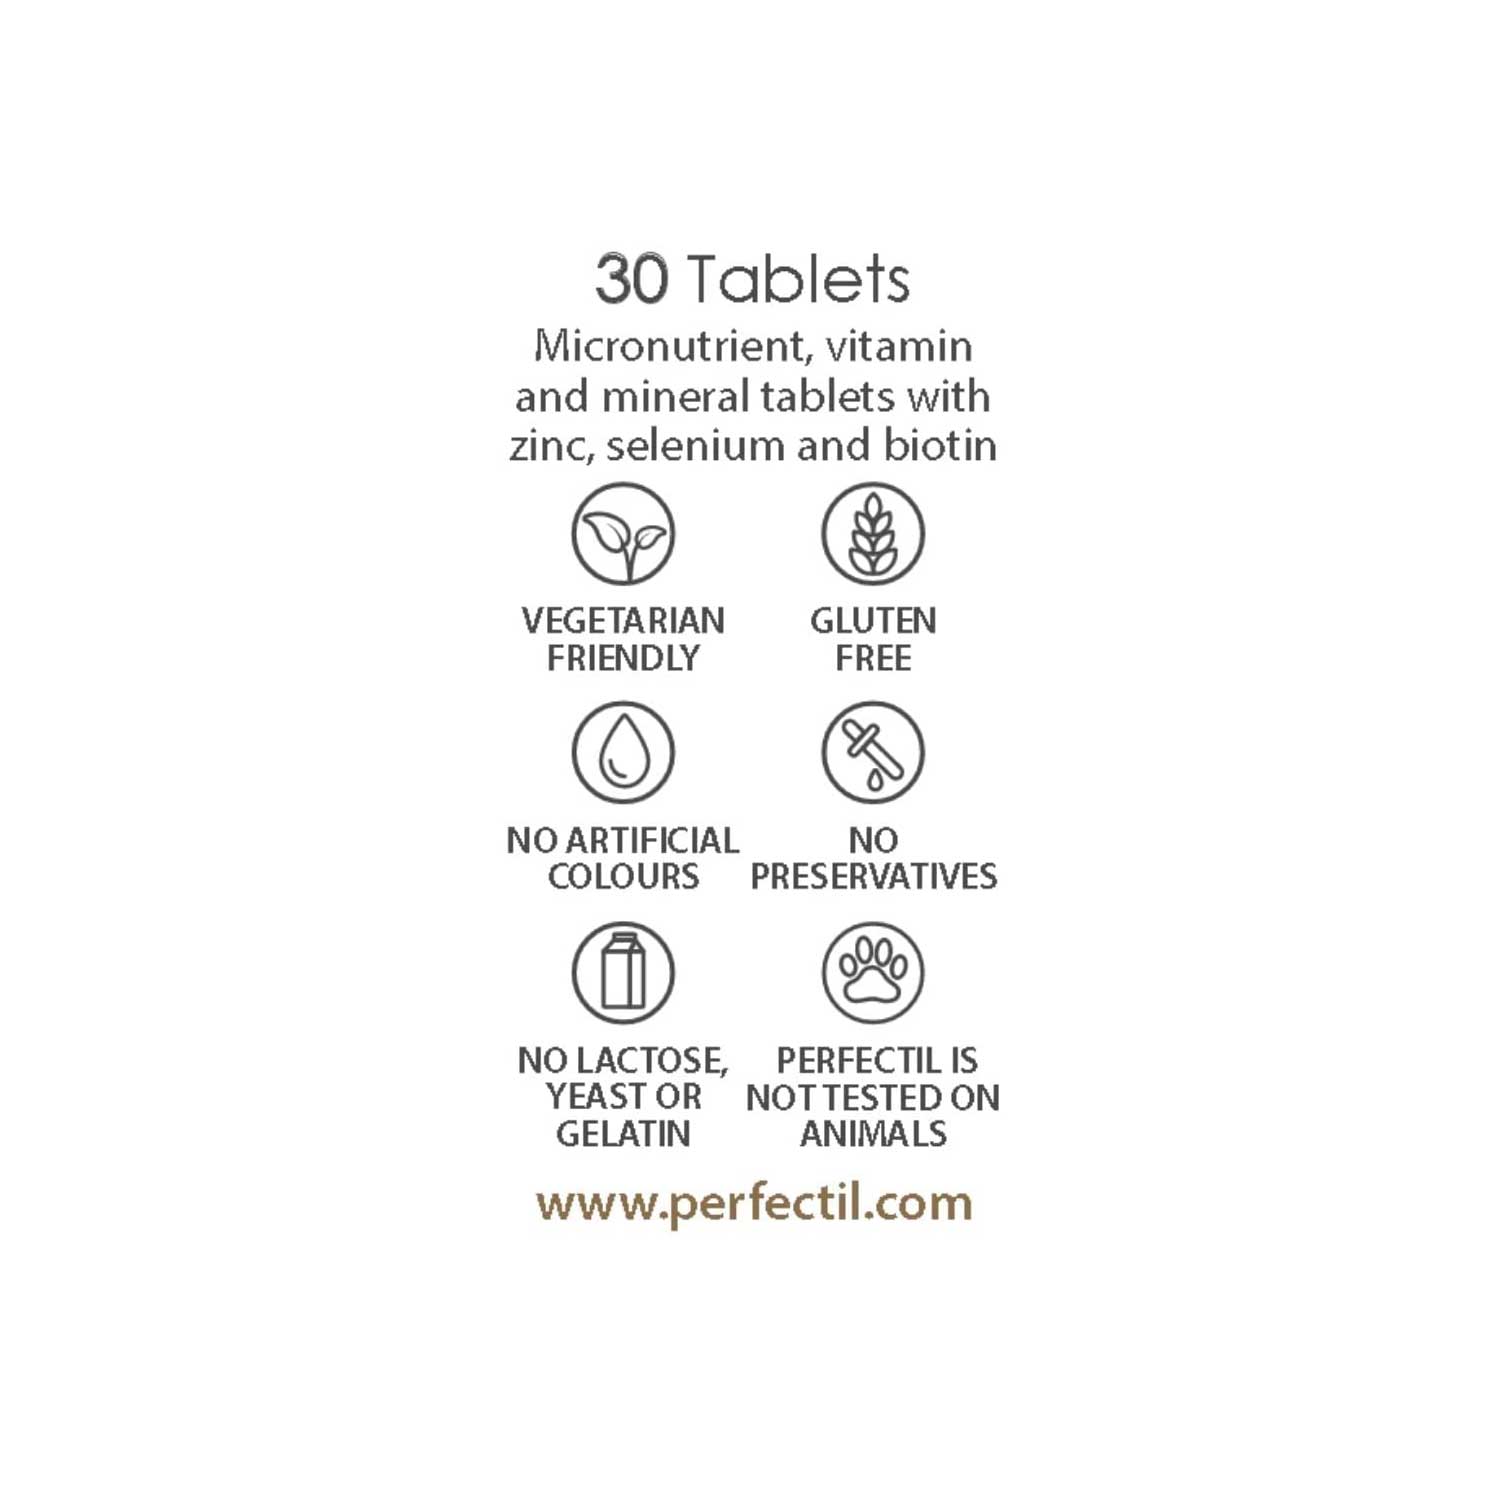 30 Tablets
Micronutrient, vitamin
and mineral tablets with
zinc, selenium and biotin
VEGETARIAN
FRIENDLY
GLUTEN
FREE
NO ARTIFICIAL
COLOURS
NO
PRESERVATIVES
NO LACTOSE,
YEAST OR
GELATIN
PERFECTIL IS
NOT TESTED ON
ANIMALS
www.perfectil.com